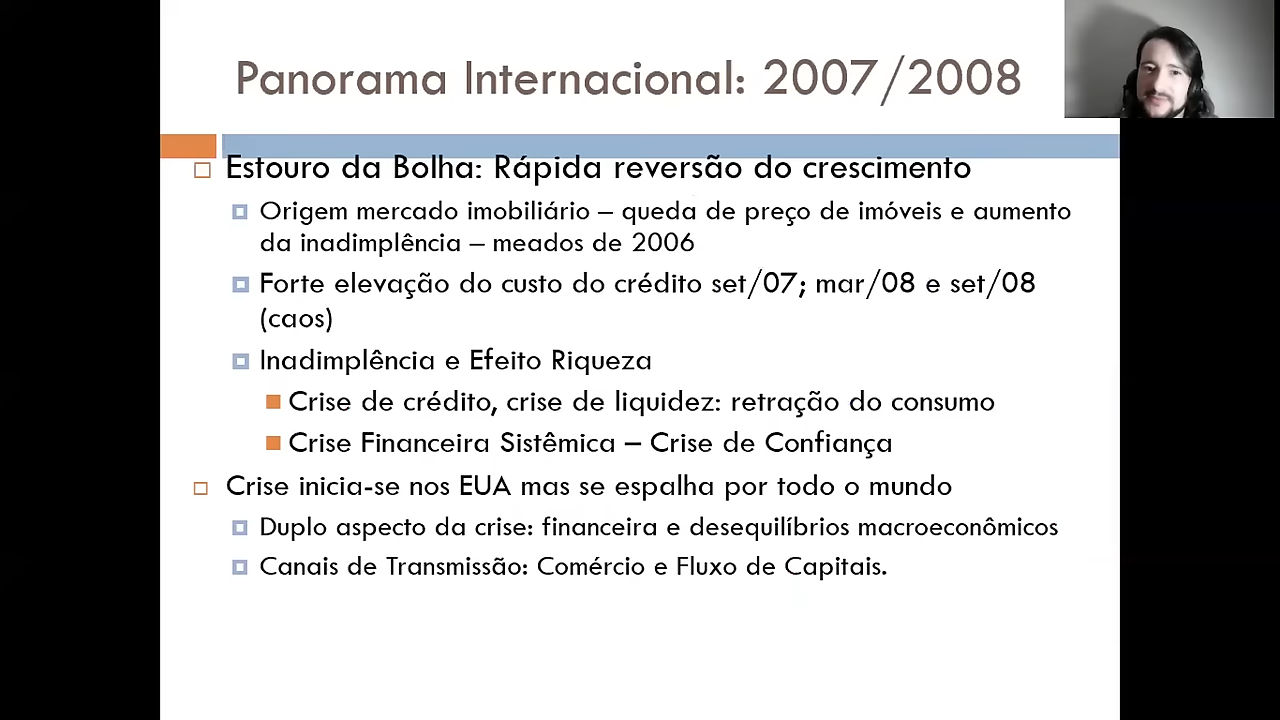 Panorama Internacional: 2007/2008
Estouro da Bolha: Rápida reversão do crescimento
Origem mercado imobiliário – queda de preço de imóveis e aumento
da inadimplência – meados de 2006
Forte elevação do custo do crédito set/07; mar/08 e set/08
(caos)
Inadimplência e Efeito Riqueza
Crise de crédito, crise de liquidez: retração do consumo
Crise Financeira Sistêmica – Crise de Confiança
Crise inicia-se nos EUA mas se espalha por todo o mundo
Duplo aspecto da crise: financeira e desequilíbrios macroeconômicos
Canais de Transmissão: Comércio e Fluxo de Capitais.